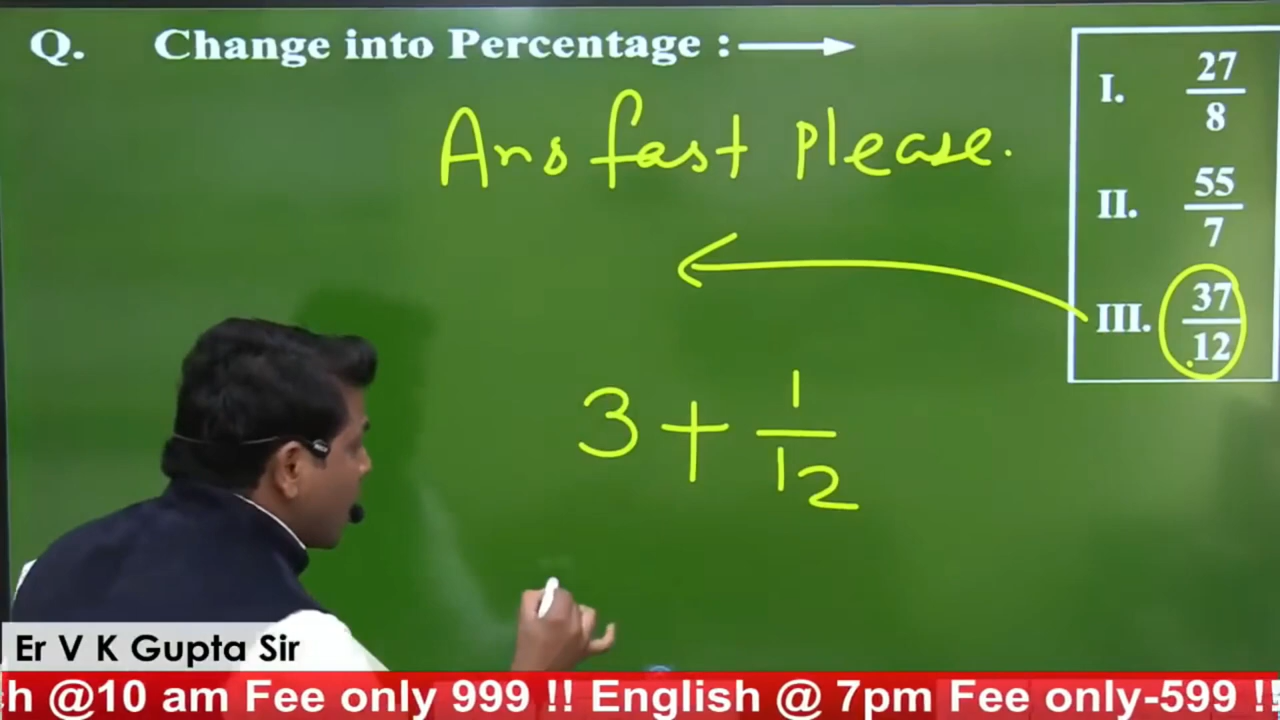 Q. Change into Percentage :⟶
Ans fast please.
I. 27/8
II. 55/7
III. 37/12
3 + 1/12
Er V K Gupta Sir
ch @10 am Fee only 999 !! English @ 7pm Fee only-599 !!